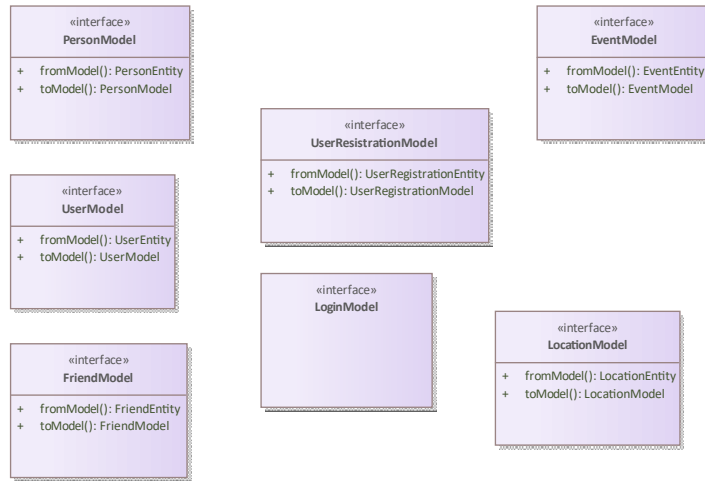 «interface»
PersonModel
+ fromModel(): PersonEntity
+ toModel(): PersonModel
«interface»
EventModel
+ fromModel(): EventEntity
+ toModel(): EventModel
«interface»
UserResistrationModel
+ fromModel(): UserRegistrationEntity
+ toModel(): UserRegistrationModel
«interface»
UserModel
+ fromModel(): UserEntity
+ toModel(): UserModel
«interface»
LoginModel
«interface»
LocationModel
+ fromModel(): LocationEntity
+ toModel(): LocationModel
«interface»
FriendModel
+ fromModel(): FriendEntity
+ toModel(): FriendModel